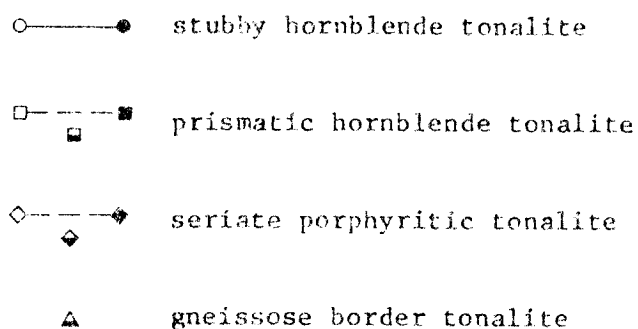 stubby hornblende tonalite
prismatic hornblende tonalite
seriate porphyritic tonalite
gneissose border tonalite